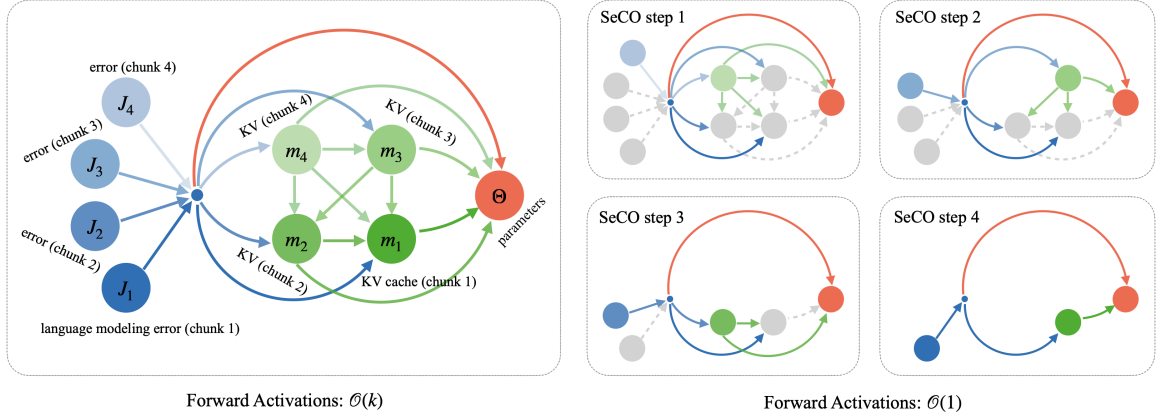 error (chunk 4)
J₄
error (chunk 3)
J₃
J₂
error (chunk 2)
J₁
language modeling error (chunk 1)
KV (chunk 4)
KV (chunk 3)
m₄
m₃
m₂
m₁
KV (chunk 2)
KV cache (chunk 1)
Θ
parameters
Forward Activations: 𝒪(k)
SeCO step 1
SeCO step 2
SeCO step 3
SeCO step 4
Forward Activations: 𝒪(1)